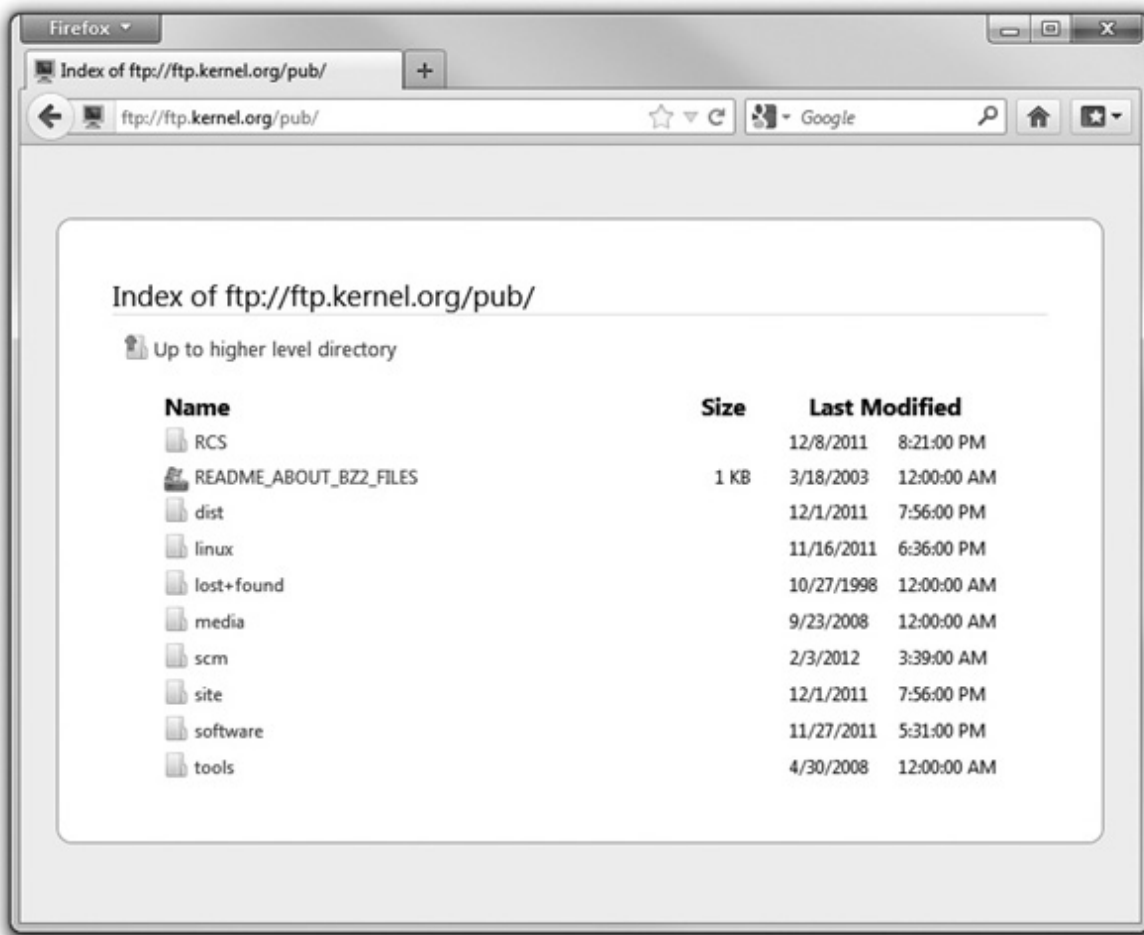 Firefox
Index of ftp://ftp.kernel.org/pub/
ftp://ftp.kernel.org/pub/ Google
Index of ftp://ftp.kernel.org/pub/
Up to higher level directory
Name Size Last Modified
RCS 12/8/2011 8:21:00 PM
README_ABOUT_BZ2_FILES 1 KB 3/18/2003 12:00:00 AM
dist 12/1/2011 7:56:00 PM
linux 11/16/2011 6:36:00 PM
lost+found 10/27/1998 12:00:00 AM
media 9/23/2008 12:00:00 AM
scm 2/3/2012 3:39:00 AM
site 12/1/2011 7:56:00 PM
software 11/27/2011 5:31:00 PM
tools 4/30/2008 12:00:00 AM